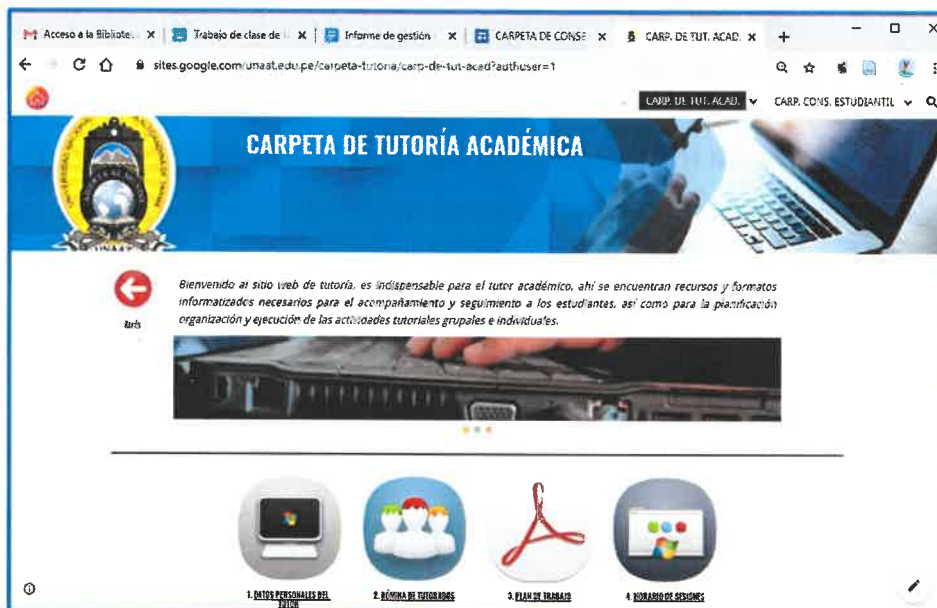 Acceso a la Bibliote. Trabajo de clase de Informe de gestión CARPETA DE CONSE CARP. DE TUT. ACAD.
sites.google.com/unaat.edu.pe/carpeta-tutoria/carp-de-tut-acad?authuser=1
CARP. DE TUT. ACAD. CARP. CONS. ESTUDIANTIL
CARPETA DE TUTORÍA ACADÉMICA
UNAAT
Bienvenido al sitio web de tutoría, es indispensable para el tutor académico, ahí se encuentran recursos y formatos
informatizados necesarios para el acompañamiento y seguimiento a los estudiantes, así como para la planificación
organización y ejecución de las actividades tutoriales grupales e individuales.
1. DATOS PERSONALES DEL TUTOR
2. RÓMINA DE TUTORADOS
3. PLAN DE TRABAJO
4. HORARIO DE SESIONES